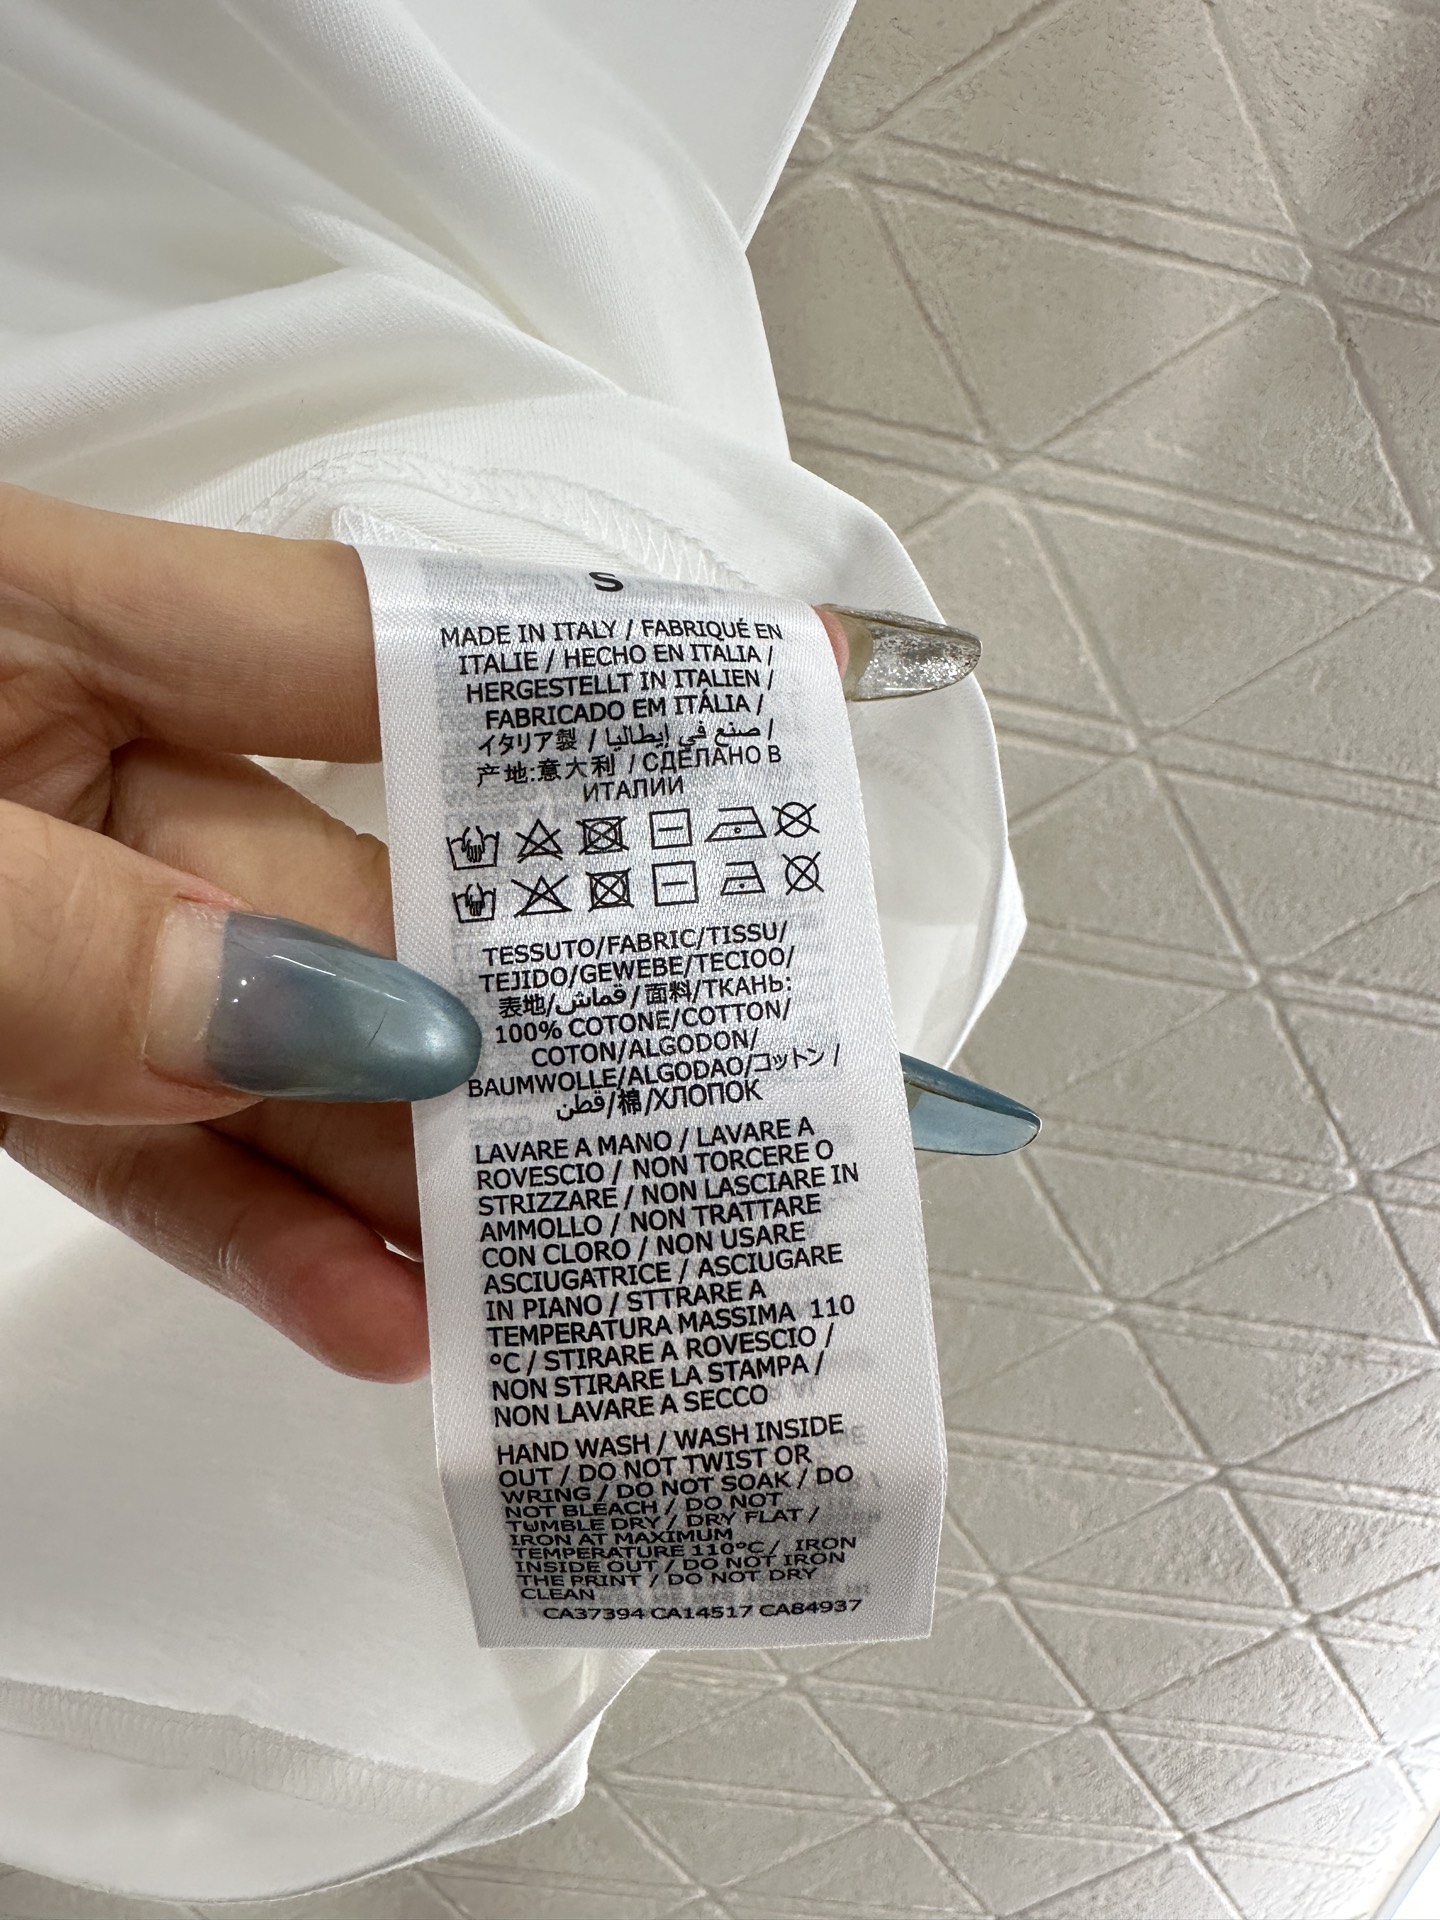 S
MADE IN ITALY / FABRIQUÉ EN
ITALIE / HECHO EN ITALIA /
HERGESTELLT IN ITALIEN /
FABRICADO EM ITÁLIA /
イタリア製 / صنع في إيطاليا /
产地:意大利 / СДЕЛАНО В
ИТАЛИИ
TESSUTO/FABRIC/TISSU/
TEJIDO/GEWEBE/TECIOO/
表地/قماش/面料/ТКАНЬ:
100% COTONE/COTTON/
COTON/ALGODON/
BAUMWOLLE/ALGODAO/コットン /
قطن/棉/ХЛОПОК
LAVARE A MANO / LAVARE A
ROVESCIO / NON TORCERE O
STRIZZARE / NON LASCIARE IN
AMMOLLO / NON TRATTARE
CON CLORO / NON USARE
ASCIUGATRICE / ASCIUGARE
IN PIANO / STTRARE A
TEMPERATURA MASSIMA 110
°C / STIRARE A ROVESCIO /
NON STIRARE LA STAMPA /
NON LAVARE A SECCO
HAND WASH / WASH INSIDE
OUT / DO NOT TWIST OR
WRING / DO NOT SOAK / DO
NOT BLEACH / DO NOT
TUMBLE DRY / DRY FLAT /
IRON AT MAXIMUM
TEMPERATURE 110°C / IRON
INSIDE OUT / DO NOT IRON
THE PRINT / DO NOT DRY
CLEAN
CA37394 CA14517 CA84937